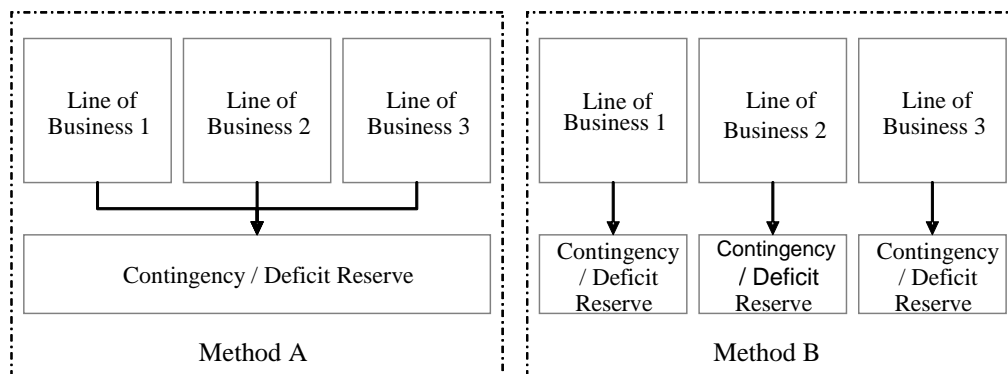 Line of
Business 1
Line of
Business 2
Line of
Business 3
Contingency / Deficit Reserve
Method A
Line of
Business 1
Line of
Business 2
Line of
Business 3
Contingency
/ Deficit
Reserve
Contingency
/ Deficit
Reserve
Contingency
/ Deficit
Reserve
Method B